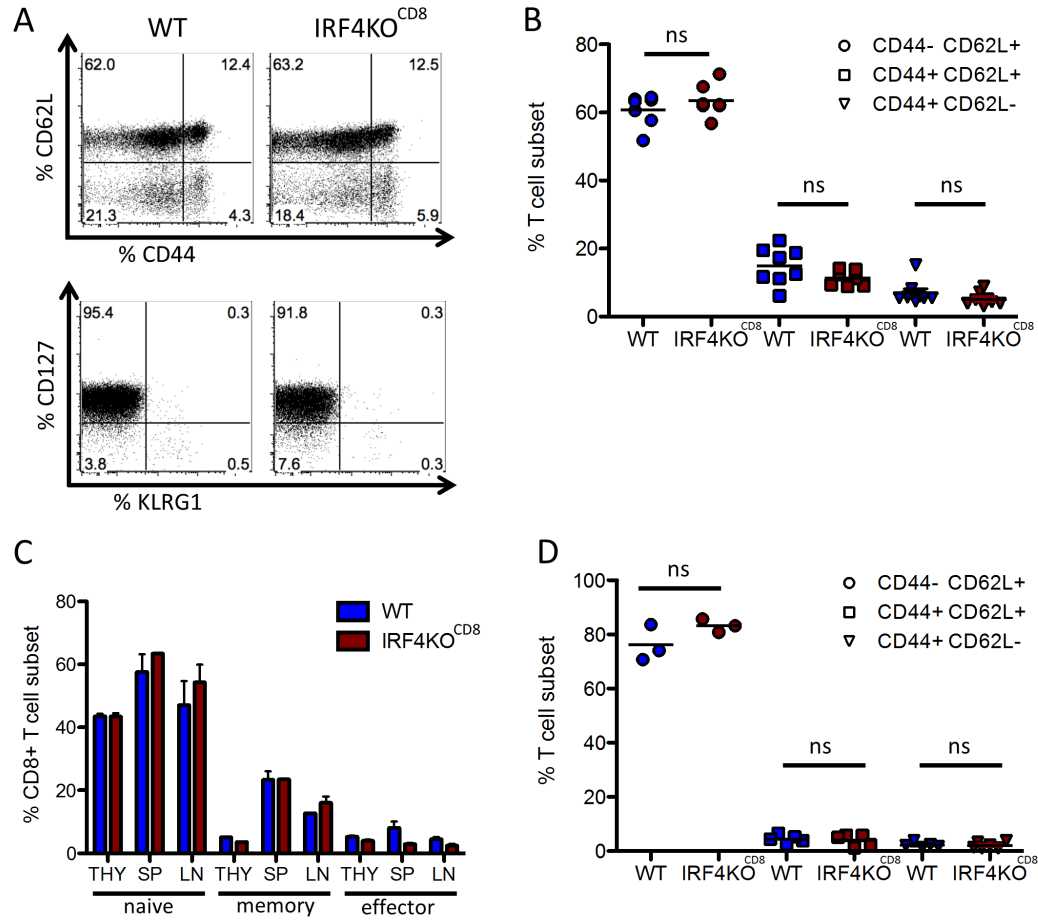 A
WT
IRF4KO CD8
% CD62L
62.0 12.4
21.3 4.3
63.2 12.5
18.4 5.9
% CD44
% CD127
95.4 0.3
3.8 0.5
91.8 0.3
7.6 0.3
% KLRG1
B
% T cell subset
80
60
40
20
0
ns
ns
ns
CD44- CD62L+
CD44+ CD62L+
CD44+ CD62L-
WT IRF4KO CD8 WT IRF4KO CD8 WT IRF4KO CD8
C
% CD8+ T cell subset
80
60
40
20
0
WT
IRF4KO CD8
THY SP LN THY SP LN THY SP LN
naive memory effector
D
% T cell subset
100
80
60
40
20
0
ns
ns
ns
CD44- CD62L+
CD44+ CD62L+
CD44+ CD62L-
WT IRF4KO CD8 WT IRF4KO CD8 WT IRF4KO CD8